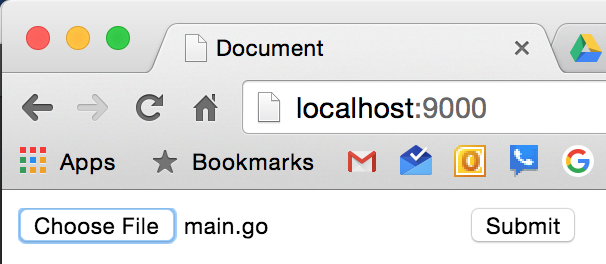 Document
localhost:9000
Apps Bookmarks
Choose File main.go Submit